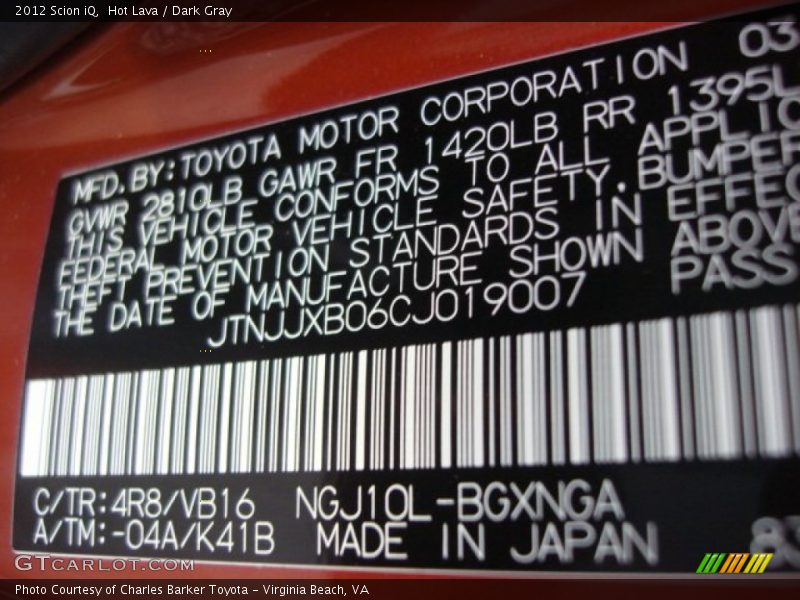 2012 Scion iQ,  Hot Lava / Dark Gray
MFD.BY:TOYOTA MOTOR CORPORATION 03
GVWR 2810LB GAWR FR 1420LB RR 1395L
THIS VEHICLE CONFORMS TO ALL APPLIC
FEDERAL MOTOR VEHICLE SAFETY.BUMPER
THEFT PREVENTION STANDARDS IN EFFEC
THE DATE OF MANUFACTURE SHOWN ABOVE
JTNJJXB06CJ019007 PASS
C/TR:4R8/VB16 NGJ10L-BGXNGA
A/TM:-04A/K41B MADE IN JAPAN 83
GTCARLOT.COM
Photo Courtesy of Charles Barker Toyota - Virginia Beach, VA